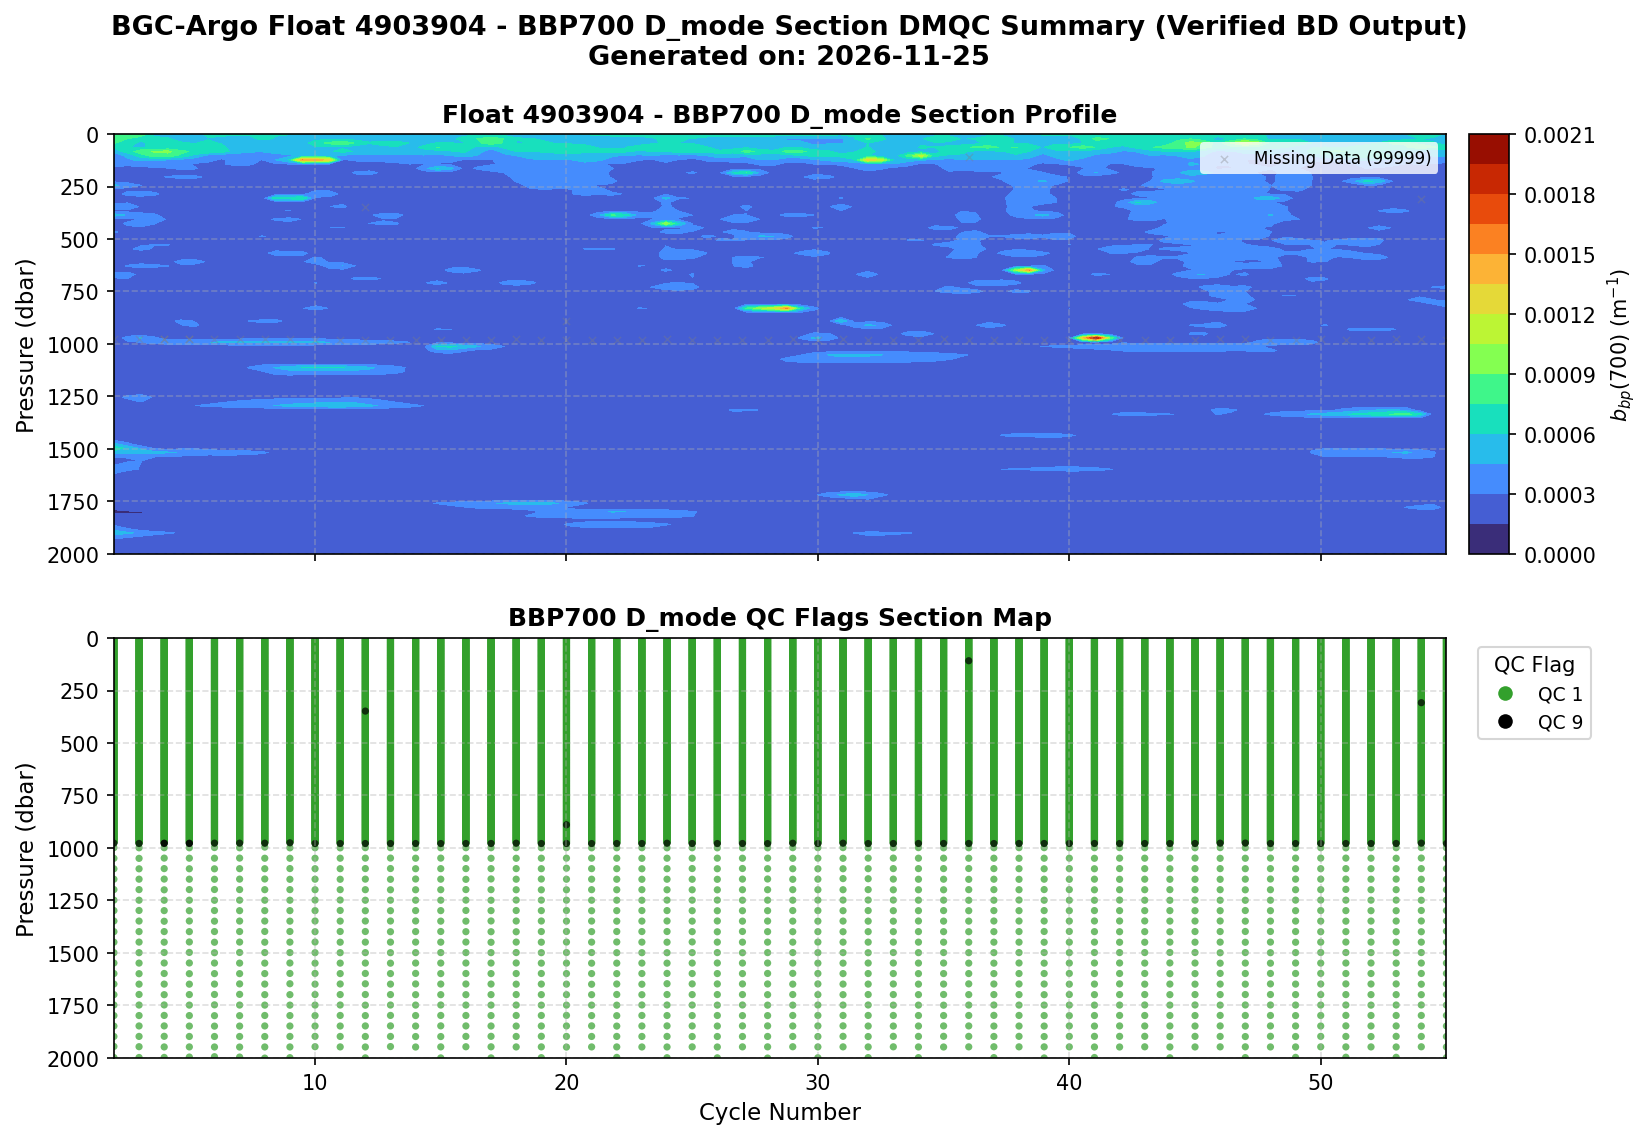 BGC-Argo Float 4903904 - BBP700 D_mode Section DMQC Summary (Verified BD Output)
Generated on: 2026-11-25
Float 4903904 - BBP700 D_mode Section Profile
Pressure (dbar)
0
250
500
750
1000
1250
1500
1750
2000
Missing Data (99999)
0.0021
0.0018
0.0015
0.0012
0.0009
0.0006
0.0003
0.0000
b_bp(700) (m⁻¹)
BBP700 D_mode QC Flags Section Map
Pressure (dbar)
0
250
500
750
1000
1250
1500
1750
2000
10
20
30
40
50
Cycle Number
QC Flag
QC 1
QC 9